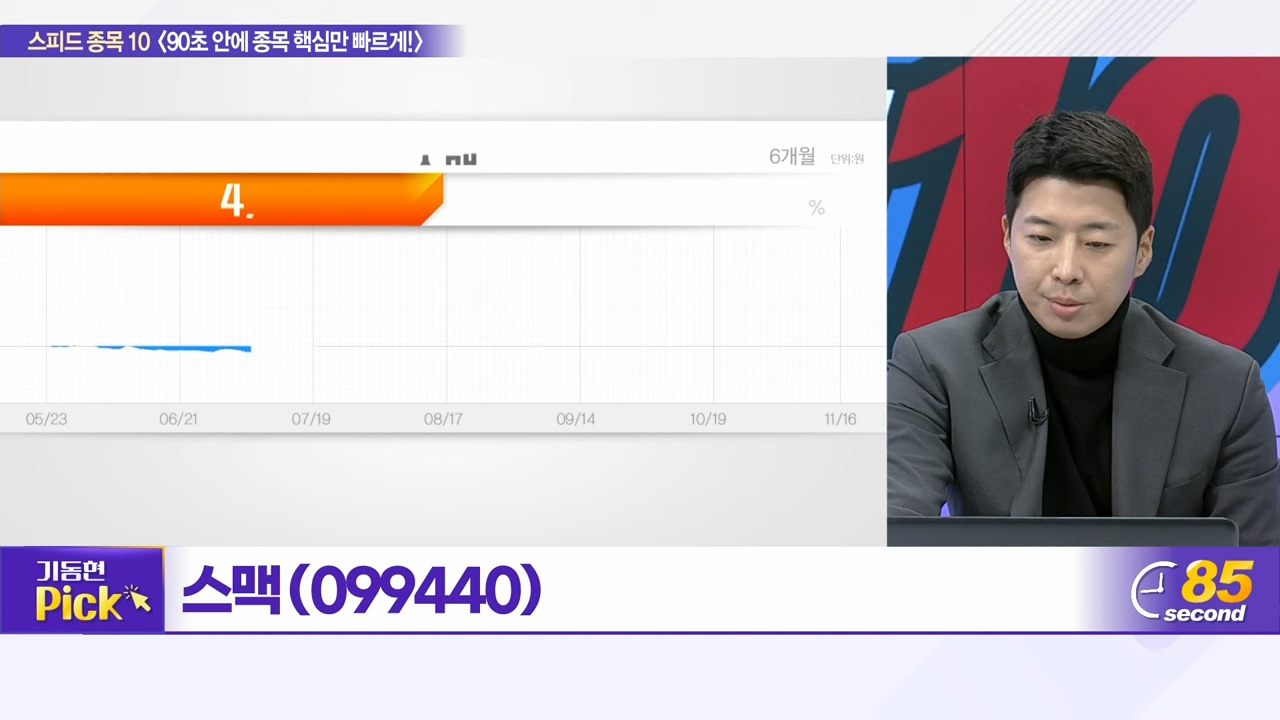 스피드 종목 10 〈90초 안에 종목 핵심만 빠르게!〉
6개월 단위:원
4.
%
05/23 06/21 07/19 08/17 09/14 10/19 11/16
기동현
Pick
스맥(099440)
85
second
10